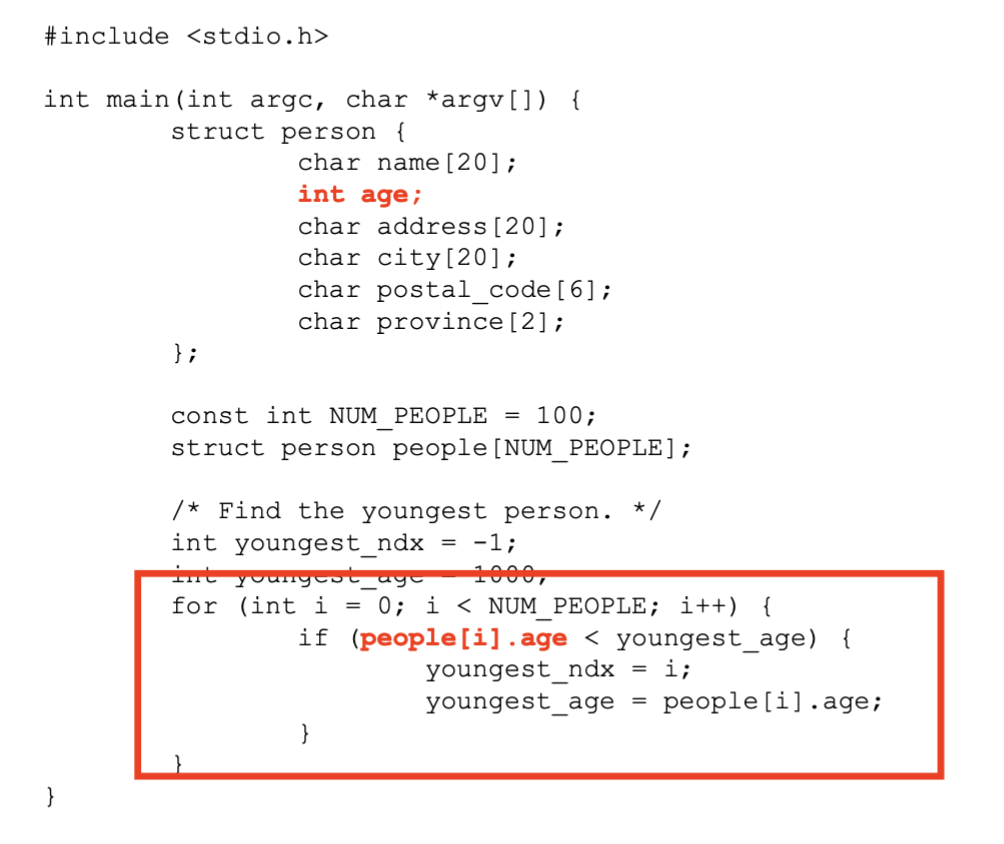 #include <stdio.h>
int main(int argc, char *argv[]) {
struct person {
char name[20];
int age;
char address[20];
char city[20];
char postal_code[6];
char province[2];
};
const int NUM_PEOPLE = 100;
struct person people[NUM_PEOPLE];
/* Find the youngest person. */
int youngest_ndx = -1;
int youngest_age = 1000;
for (int i = 0; i < NUM_PEOPLE; i++) {
if (people[i].age < youngest_age) {
youngest_ndx = i;
youngest_age = people[i].age;
}
}
}